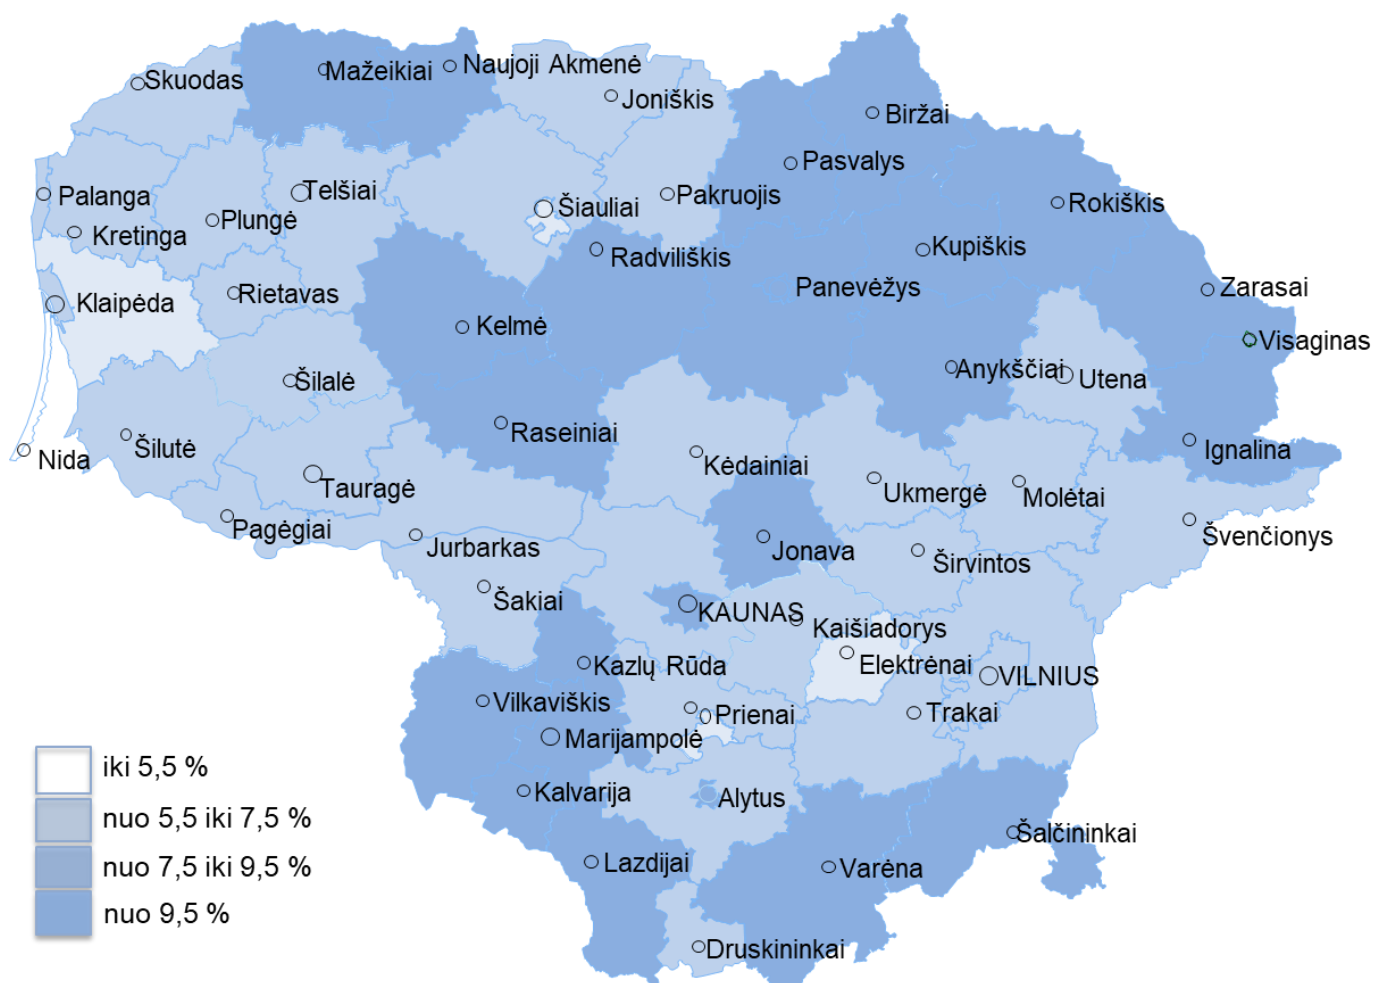 Skuodas
Mažeikiai
Naujoji Akmenė
Joniškis
Biržai
Pasvalys
Palanga
Telšiai
Šiauliai
Pakruojis
Rokiškis
Kretinga
Plungė
Radviliškis
Kupiškis
Klaipėda
Rietavas
Panevėžys
Zarasai
Kelmė
Visaginas
Šilalė
Anykščiai
Utena
Nida
Šilutė
Raseiniai
Kėdainiai
Ignalina
Tauragė
Ukmergė
Molėtai
Pagėgiai
Jurbarkas
Jonava
Širvintos
Švenčionys
Šakiai
KAUNAS
Kaišiadorys
Kazlų Rūda
Elektrėnai
VILNIUS
Vilkaviškis
Prienai
Trakai
Marijampolė
Kalvarija
Alytus
Šalčininkai
Lazdijai
Varėna
Druskininkai
iki 5,5 %
nuo 5,5 iki 7,5 %
nuo 7,5 iki 9,5 %
nuo 9,5 %